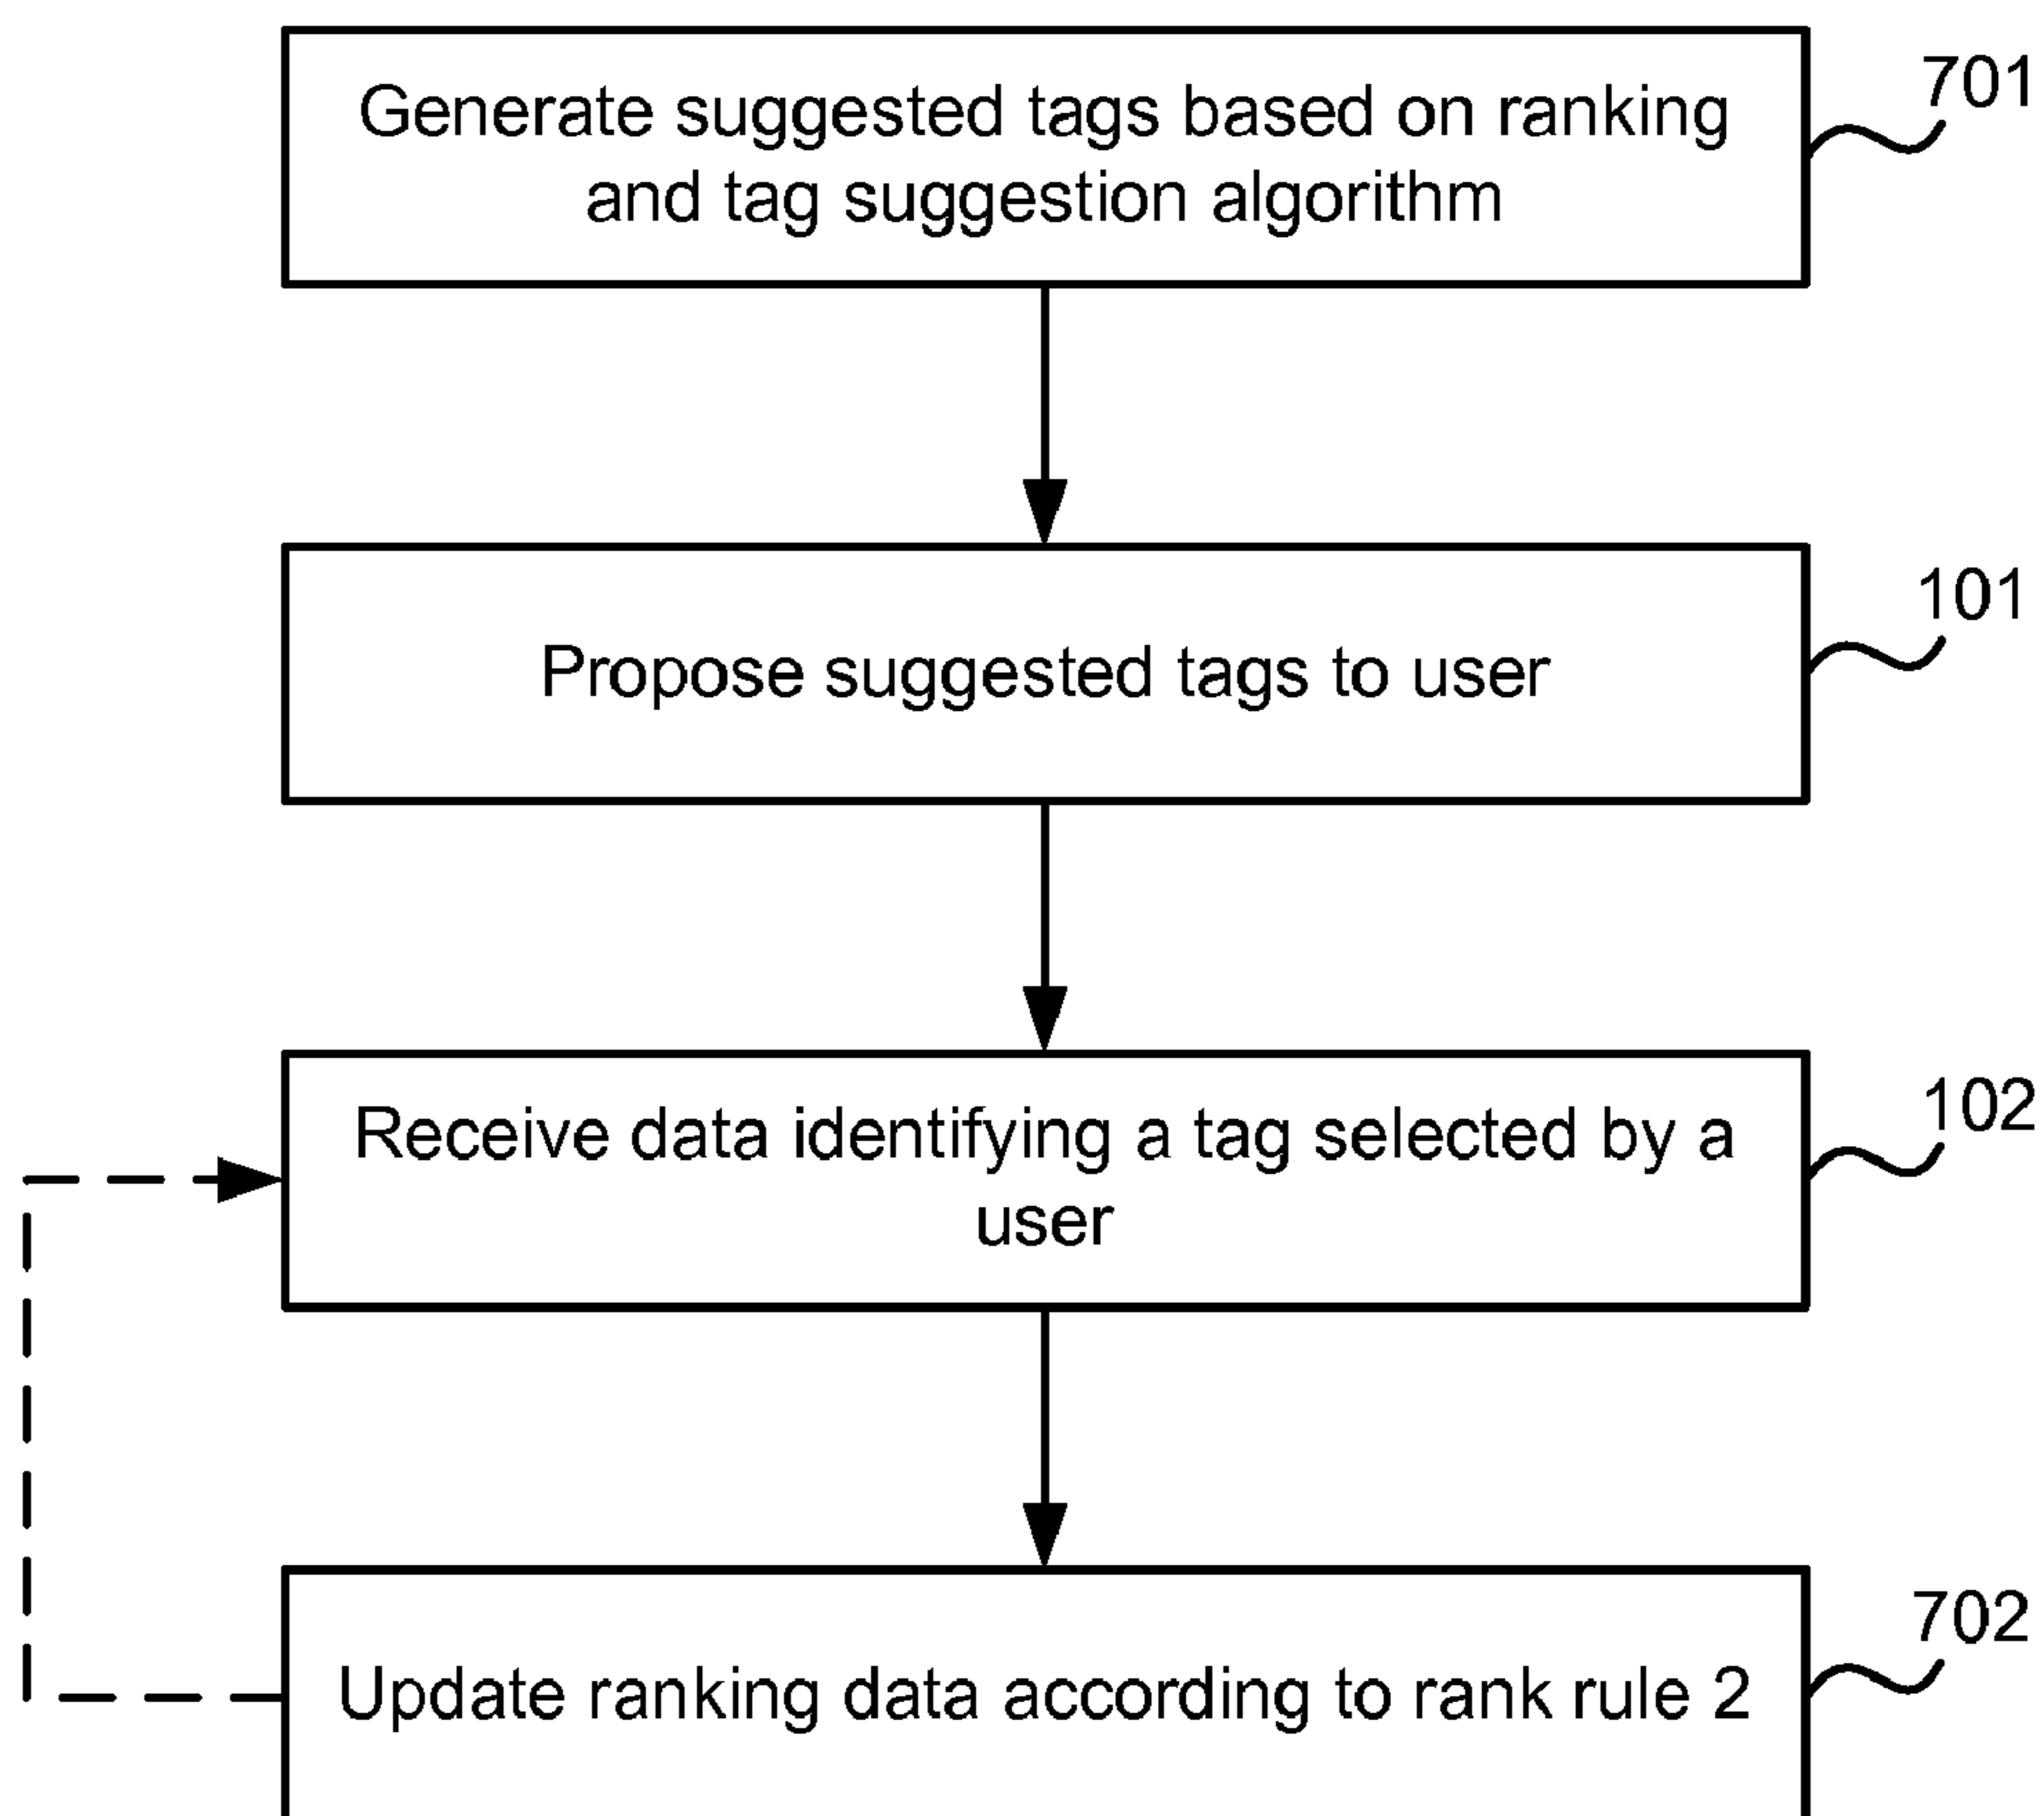 Generate suggested tags based on ranking
and tag suggestion algorithm
701
Propose suggested tags to user
101
Receive data identifying a tag selected by a
user
102
Update ranking data according to rank rule 2
702